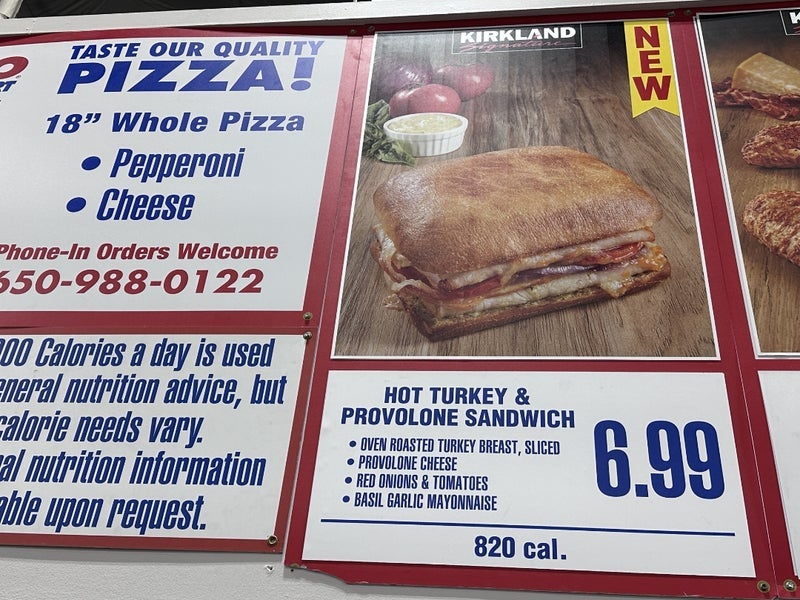 TASTE OUR QUALITY
PIZZA!
18” Whole Pizza
• Pepperoni
• Cheese
Phone-In Orders Welcome
650-988-0122
000 Calories a day is used
eneral nutrition advice, but
calorie needs vary.
al nutrition information
able upon request.
KIRKLAND
Signature
NEW
HOT TURKEY &
PROVOLONE SANDWICH
• OVEN ROASTED TURKEY BREAST, SLICED
• PROVOLONE CHEESE
• RED ONIONS & TOMATOES
• BASIL GARLIC MAYONNAISE
6.99
820 cal.